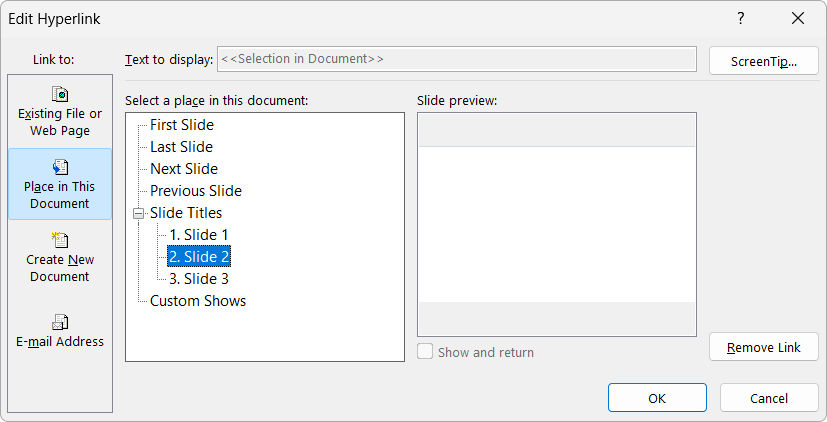 Edit Hyperlink
?
Link to:
Text to display: <<Selection in Document>>
ScreenTip...
Existing File or
Web Page
Place in This
Document
Create New
Document
E-mail Address
Select a place in this document:
First Slide
Last Slide
Next Slide
Previous Slide
Slide Titles
1. Slide 1
2. Slide 2
3. Slide 3
Custom Shows
Slide preview:
Show and return
Remove Link
OK
Cancel